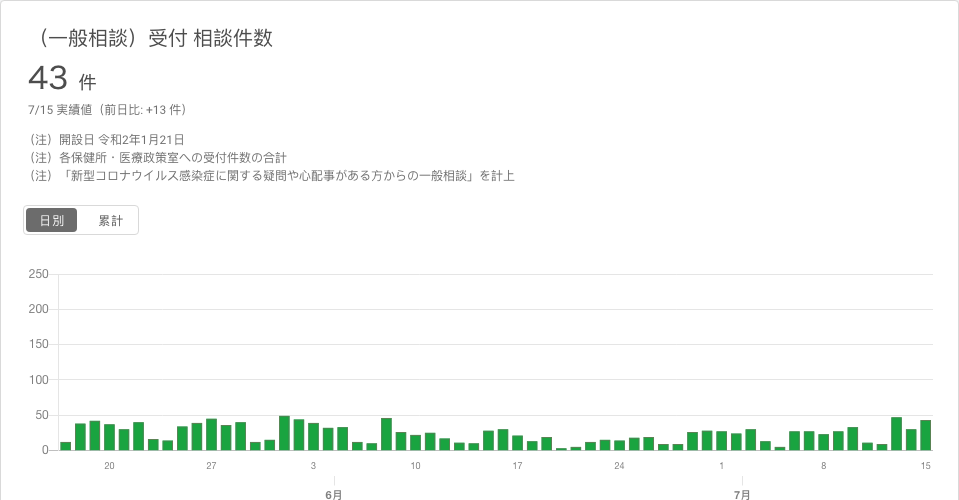 （一般相談）受付 相談件数
43 件
7/15 実績値（前日比: +13 件）
（注）開設日 令和2年1月21日
（注）各保健所・医療政策室への受付件数の合計
（注）「新型コロナウイルス感染症に関する疑問や心配事がある方からの一般相談」を計上
日別 累計
250
200
150
100
50
0
20 27 3 10 17 24 1 8 15
6月 7月